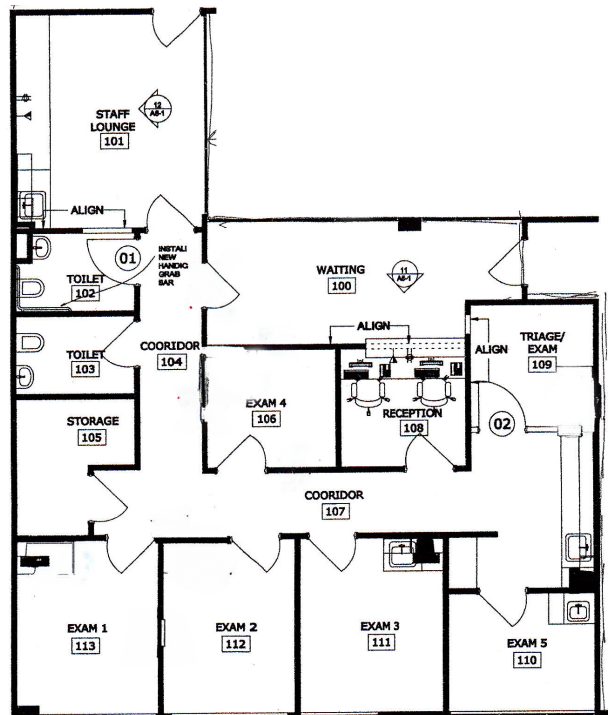 12
A6-1
STAFF
LOUNGE
101
ALIGN
01
INSTALL
NEW
HANDIC
GRAB
BAR
TOILET
102
WAITING
100
11
A6-1
ALIGN
TRIAGE/
EXAM
109
ALIGN
TOILET
103
COORIDOR
104
EXAM 4
106
RECEPTION
108
02
STORAGE
105
COORIDOR
107
EXAM 1
113
EXAM 2
112
EXAM 3
111
EXAM 5
110